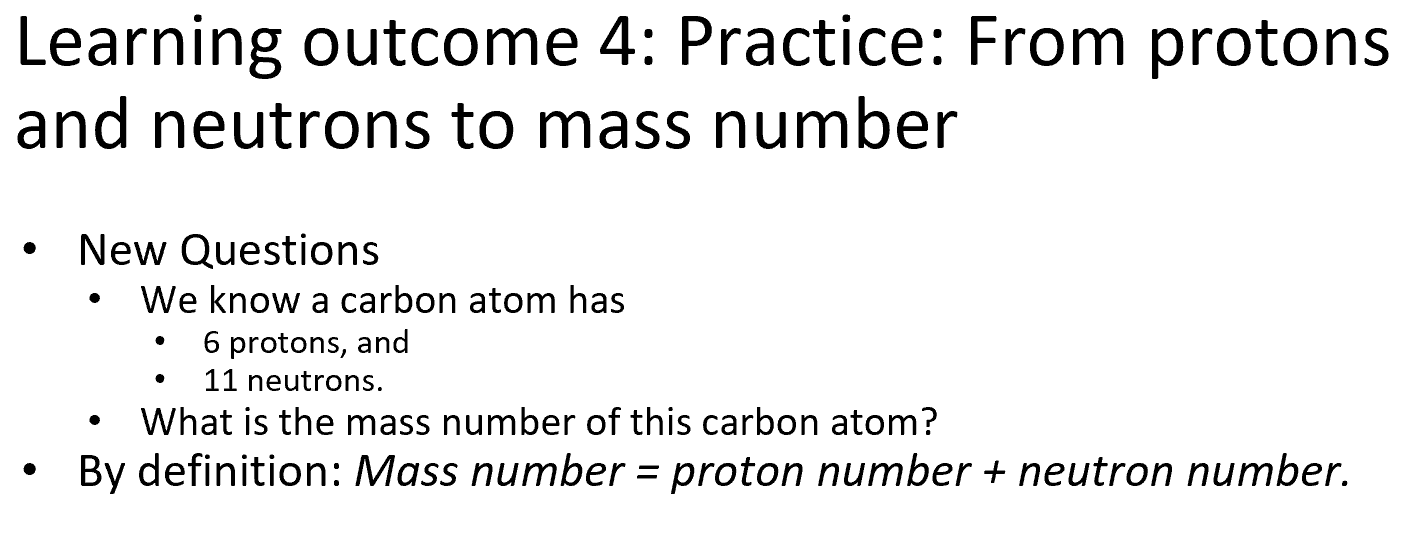 Learning outcome 4: Practice: From protons
and neutrons to mass number
• New Questions
• We know a carbon atom has
• 6 protons, and
• 11 neutrons.
• What is the mass number of this carbon atom?
• By definition: Mass number = proton number + neutron number.